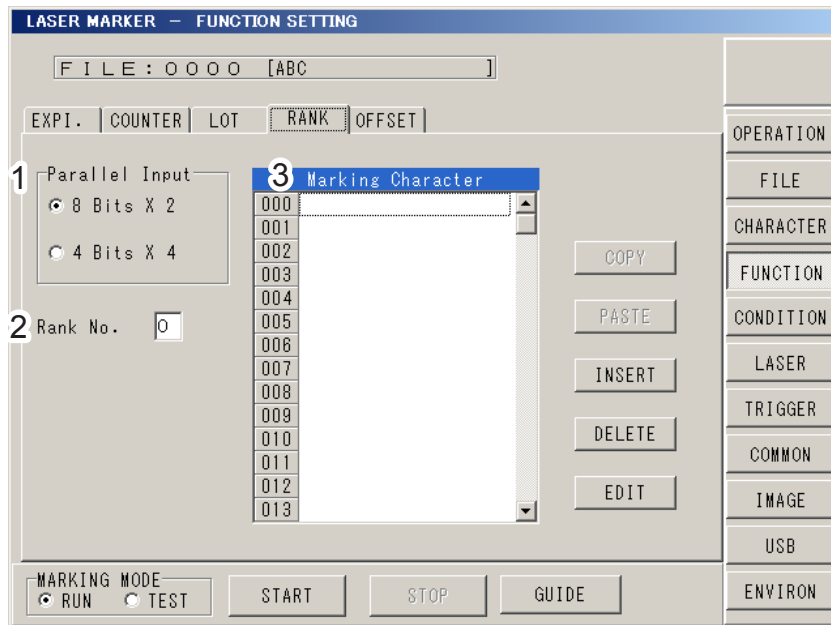 LASER MARKER － FUNCTION SETTING
ＦＩＬＥ：００００ [ABC ]
EXPI. COUNTER LOT RANK OFFSET
1 Parallel Input
8 Bits X 2
4 Bits X 4
2 Rank No. 0
3 Marking Character
000
001
002
003
004
005
006
007
008
009
010
011
012
013
COPY
PASTE
INSERT
DELETE
EDIT
OPERATION
FILE
CHARACTER
FUNCTION
CONDITION
LASER
TRIGGER
COMMON
IMAGE
USB
ENVIRON
MARKING MODE
RUN TEST
START
STOP
GUIDE